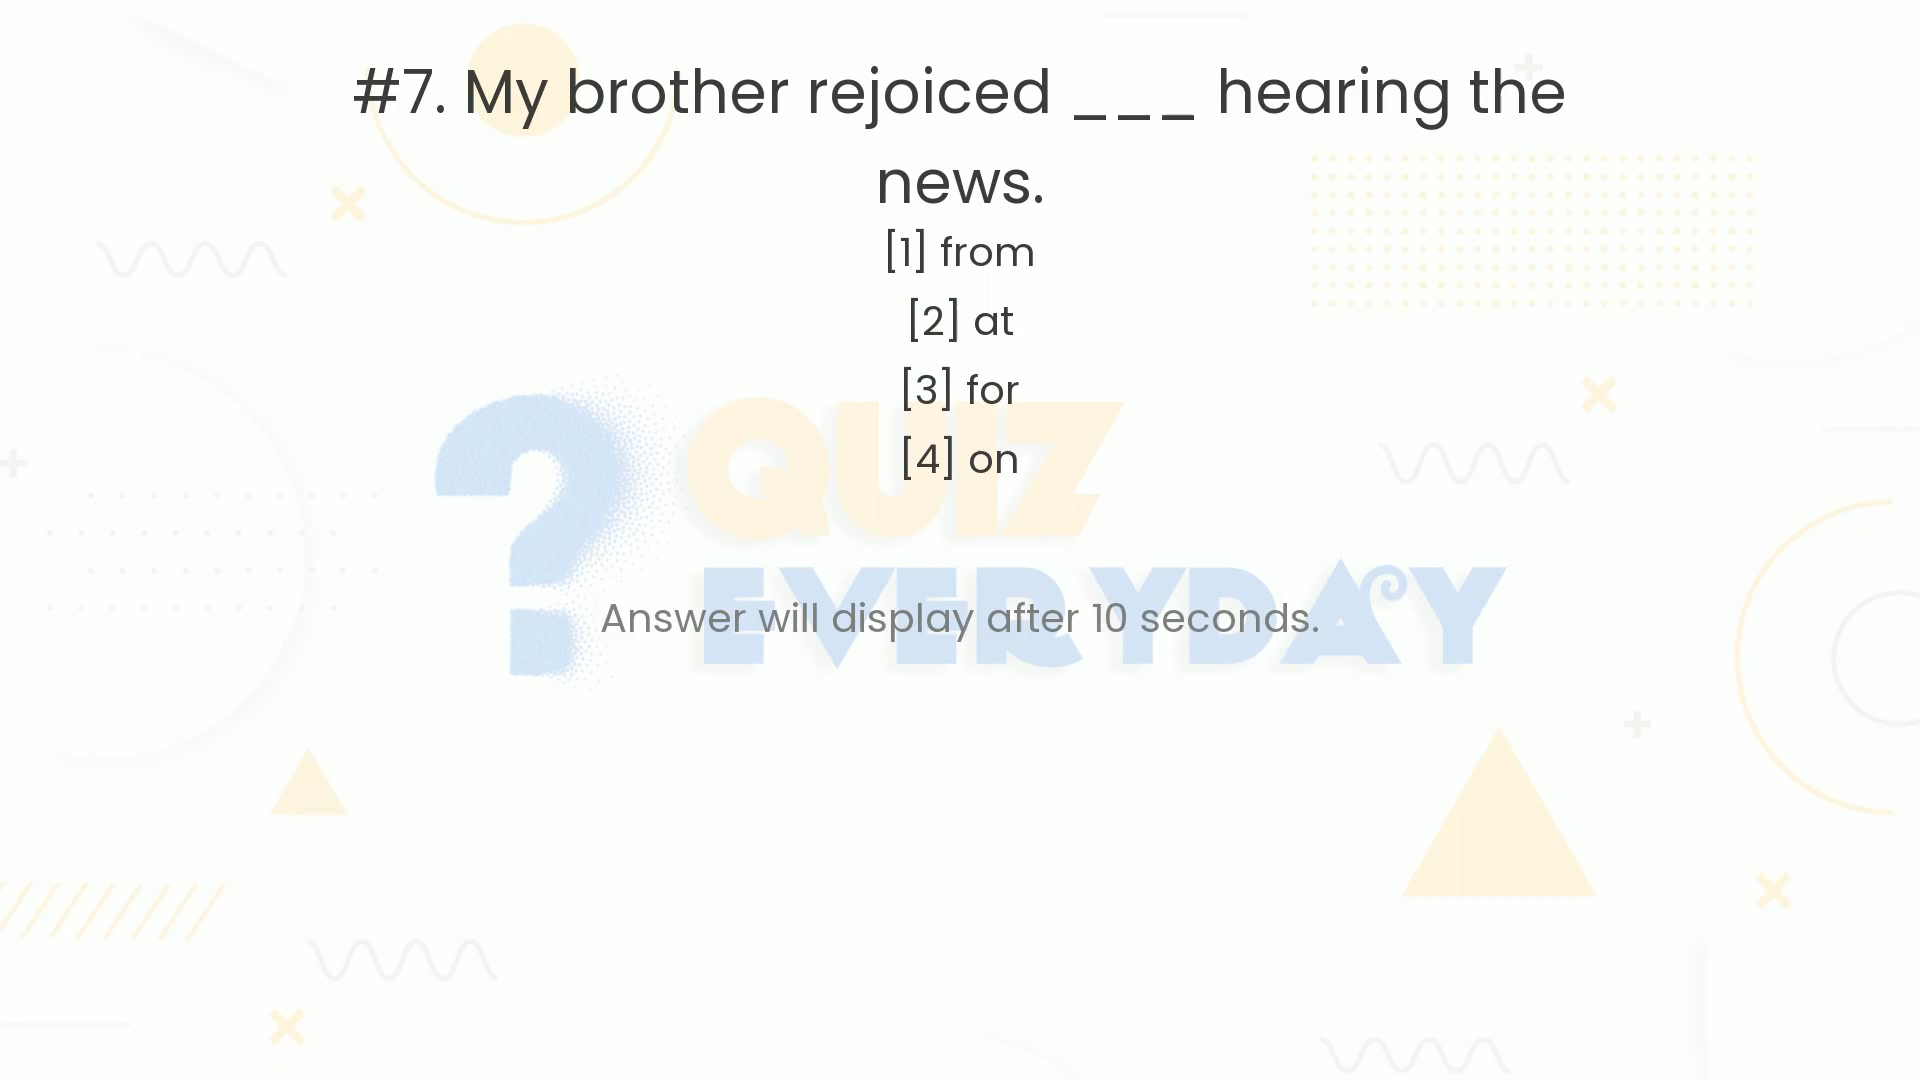 #7. My brother rejoiced _ _ _ hearing the
news.
[1] from
[2] at
[3] for
[4] on
QUIZ
EVERYDAY
Answer will display after 10 seconds.